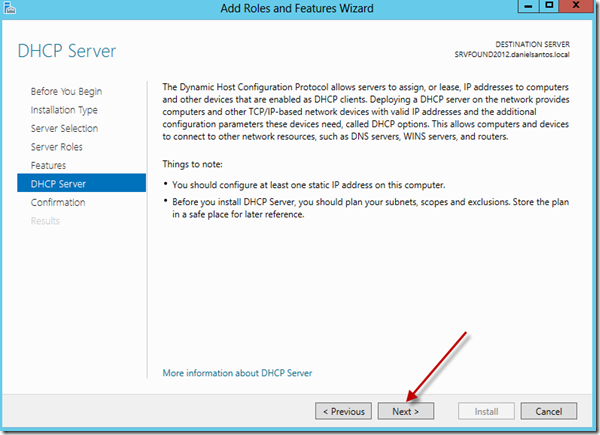 Add Roles and Features Wizard
DHCP Server
DESTINATION SERVER
SRVFOUND2012.danielsantos.local
Before You Begin
Installation Type
Server Selection
Server Roles
Features
DHCP Server
Confirmation
Results
The Dynamic Host Configuration Protocol allows servers to assign, or lease, IP addresses to computers
and other devices that are enabled as DHCP clients. Deploying a DHCP server on the network provides
computers and other TCP/IP-based network devices with valid IP addresses and the additional
configuration parameters these devices need, called DHCP options. This allows computers and devices
to connect to other network resources, such as DNS servers, WINS servers, and routers.
Things to note:
• You should configure at least one static IP address on this computer.
• Before you install DHCP Server, you should plan your subnets, scopes and exclusions. Store the plan
in a safe place for later reference.
More information about DHCP Server
< Previous
Next >
Install
Cancel